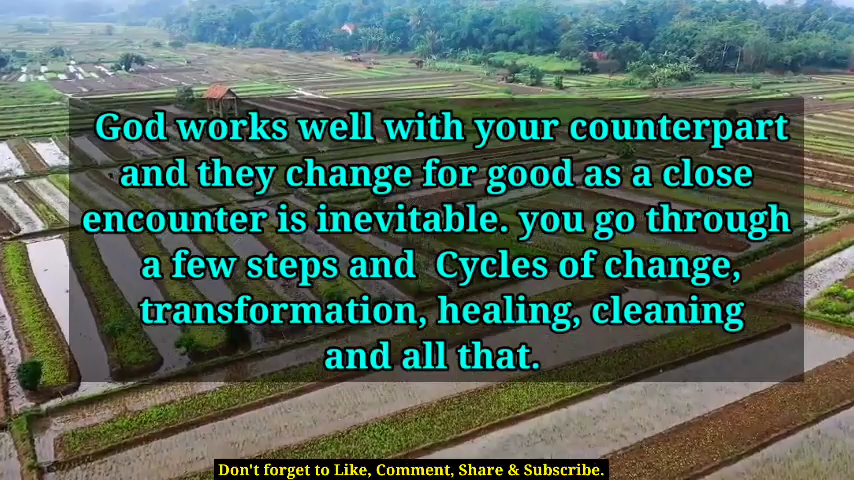 God works well with your counterpart
and they change for good as a close
encounter is inevitable. you go through
a few steps and  Cycles of change,
transformation, healing, cleaning
and all that.
Don't forget to Like, Comment, Share & Subscribe.